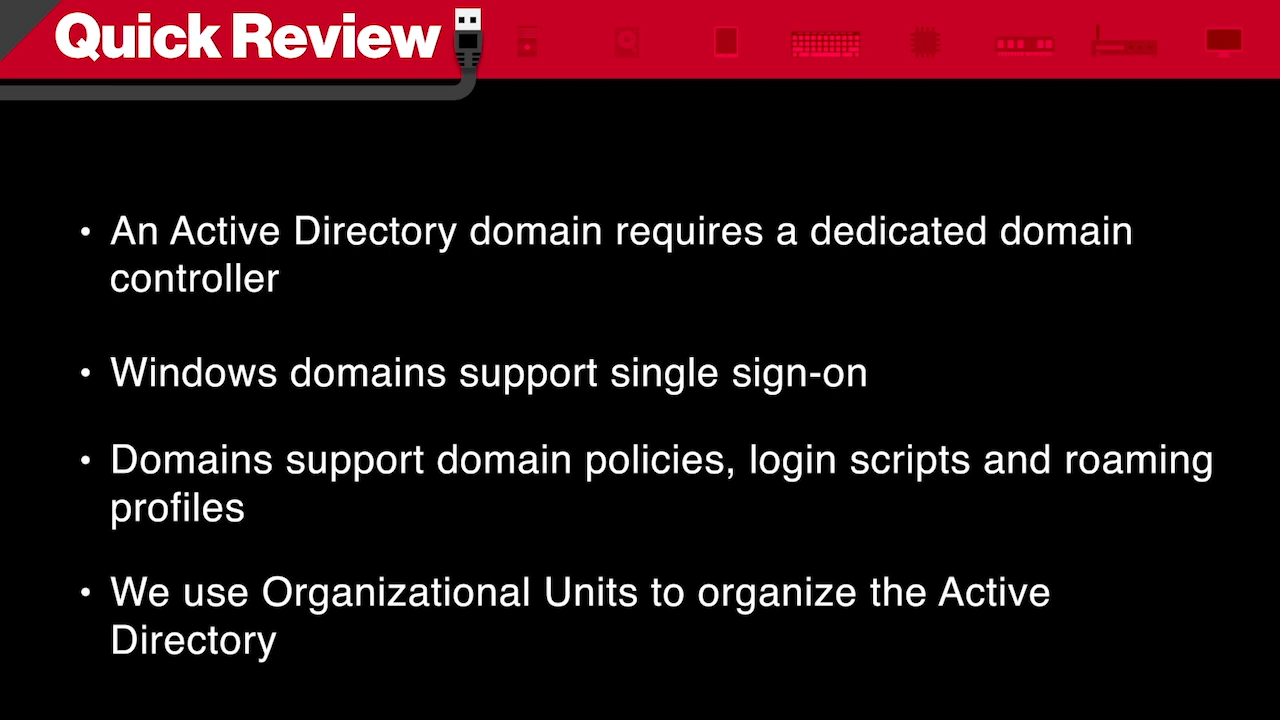 Quick Review
• An Active Directory domain requires a dedicated domain
controller
• Windows domains support single sign-on
• Domains support domain policies, login scripts and roaming
profiles
• We use Organizational Units to organize the Active
Directory